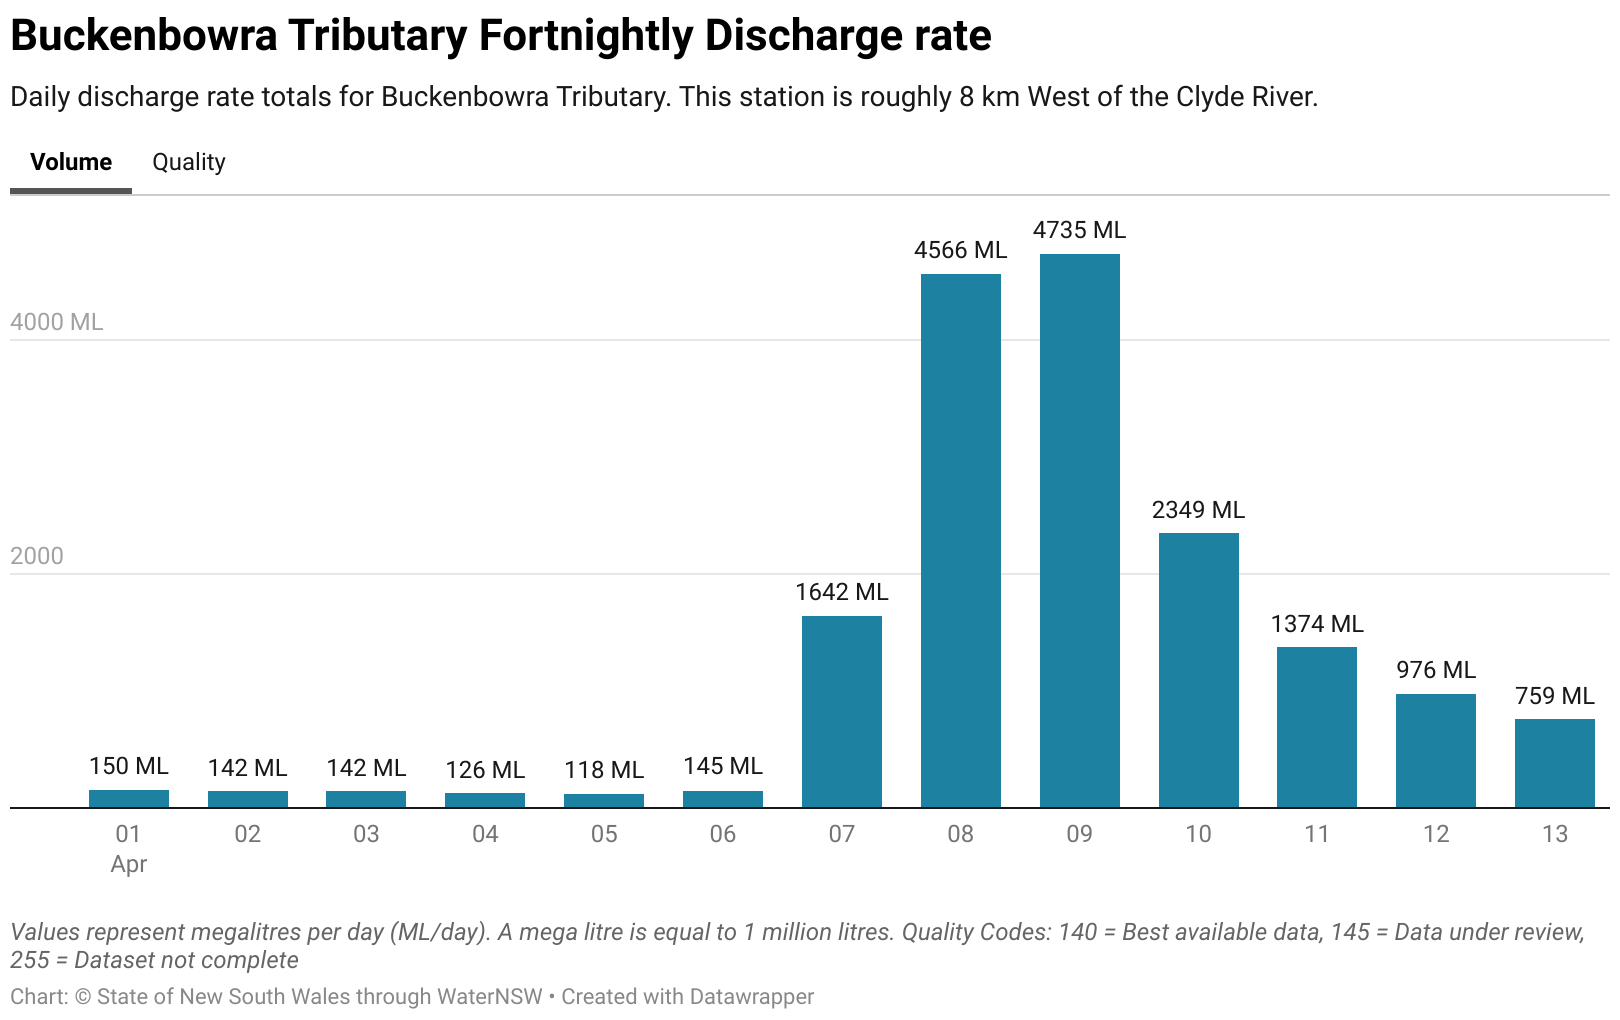 Buckenbowra Tributary Fortnightly Discharge rate
Daily discharge rate totals for Buckenbowra Tributary. This station is roughly 8 km West of the Clyde River.
Volume Quality
4735 ML
4566 ML
4000 ML
2349 ML
2000
1642 ML
1374 ML
976 ML
759 ML
150 ML 142 ML 142 ML 126 ML 118 ML 145 ML
01 02 03 04 05 06 07 08 09 10 11 12 13
Apr
Values represent megalitres per day (ML/day). A mega litre is equal to 1 million litres. Quality Codes: 140 = Best available data, 145 = Data under review,
255 = Dataset not complete
Chart: © State of New South Wales through WaterNSW • Created with Datawrapper